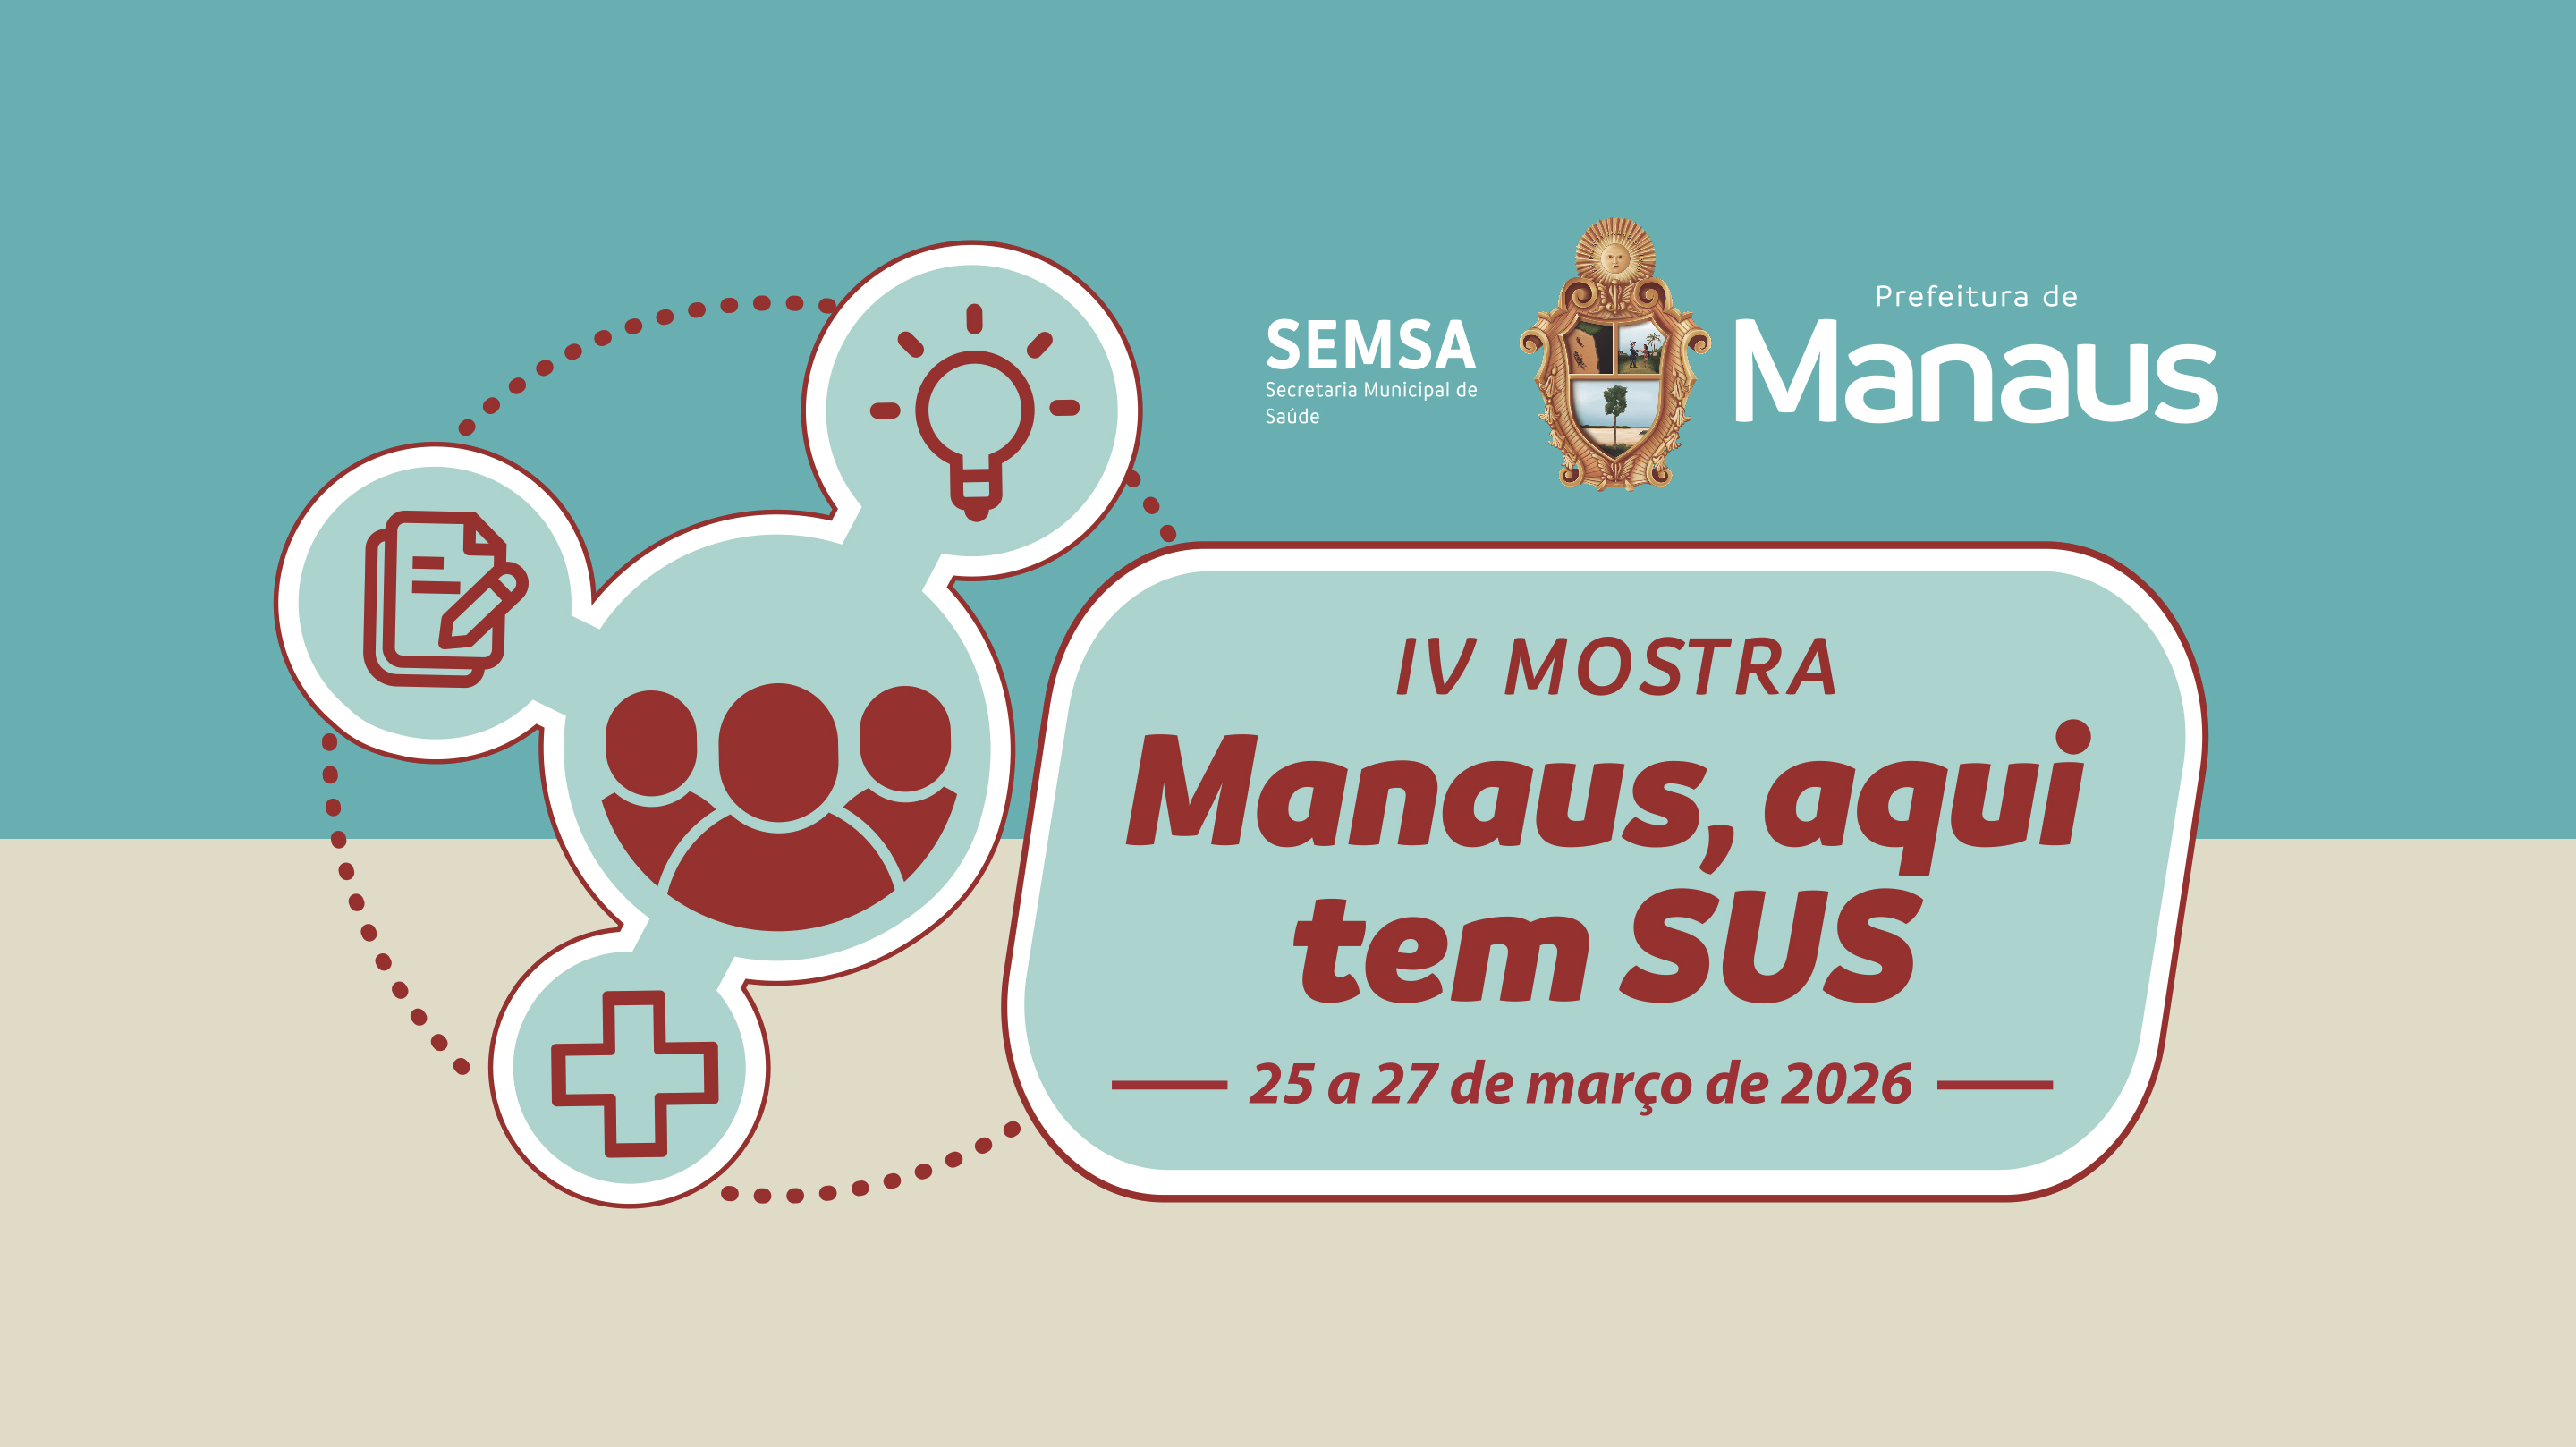 SEMSA
Secretaria Municipal de
Saúde
Prefeitura de
Manaus
IV MOSTRA
Manaus, aqui
tem SUS
25 a 27 de março de 2026